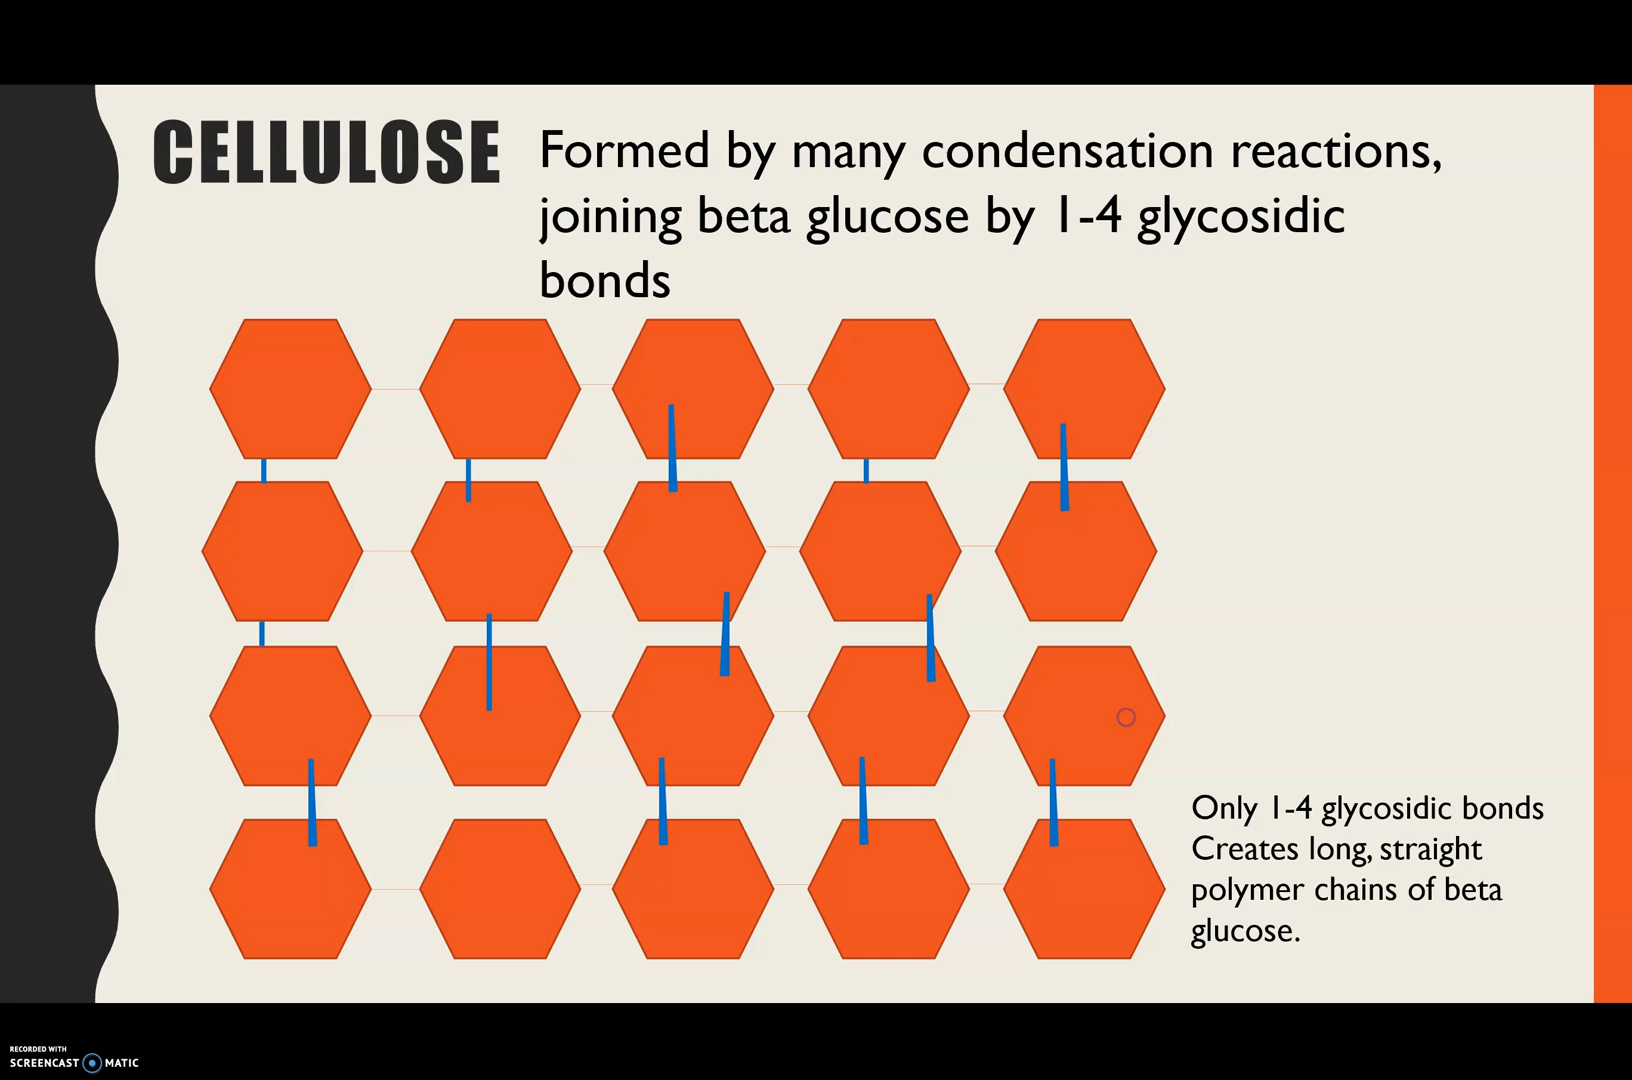 CELLULOSE
Formed by many condensation reactions,
joining beta glucose by 1-4 glycosidic
bonds
Only 1-4 glycosidic bonds
Creates long, straight
polymer chains of beta
glucose.
RECORDED WITH
SCREENCAST MATIC